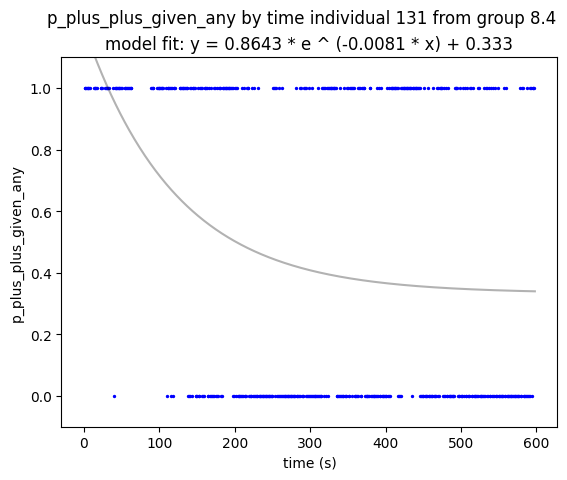 p_plus_plus_given_any by time individual 131 from group 8.4
model fit: y = 0.8643 * e ^ (-0.0081 * x) + 0.333
1.0
0.8
0.6
0.4
0.2
0.0
p_plus_plus_given_any
0 100 200 300 400 500 600
time (s)